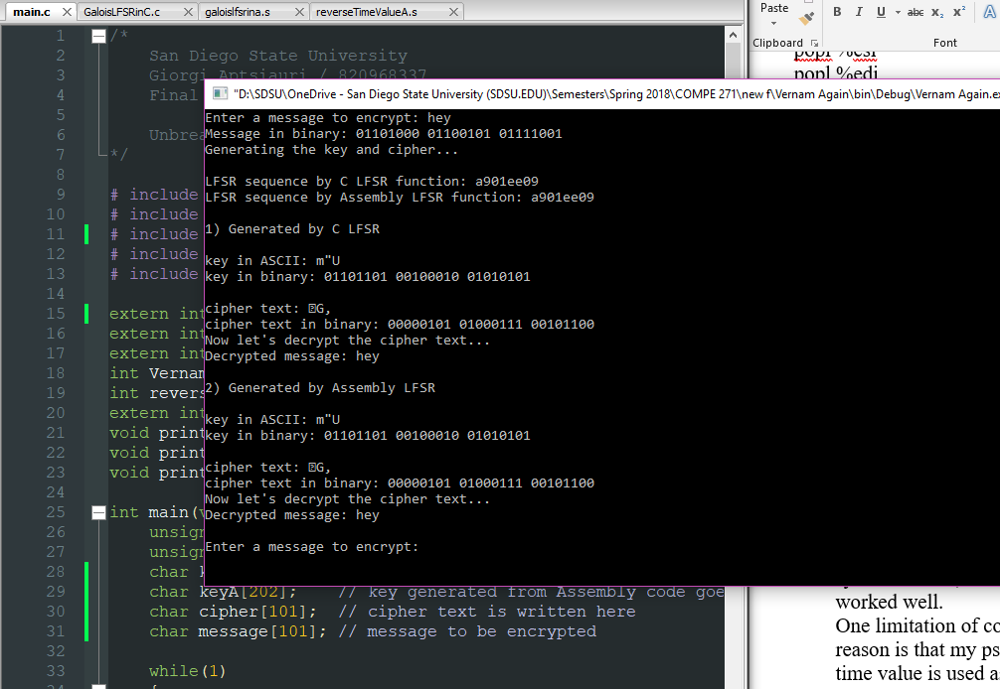 main.c X GaloisLFSRinC.c X galoislfsrina.s X reverseTimeValueA.s X
Paste
B I U abc X₂ X² A
Clipboard Font
popl %esi
popl %edi
1 /*
2 San Diego State University
3 Giorgi Aptsiauri / 820968337
4 Final
5
6 Unbrea
7 */
8
9 # include
10 # include
11 # include
12 # include
13 # include
14
15 extern int
16 extern int
17 extern int
18 int Vernam
19 int revers
20 extern int
21 void print
22 void print
23 void print
24
25 int main(v
26 unsign
27 unsign
28 char k
29 char keyA[202]; // key generated from Assembly code goe
30 char cipher[101]; // cipher text is written here
31 char message[101]; // message to be encrypted
32
33 while(1)
34 {
"D:\SDSU\OneDrive - San Diego State University (SDSU.EDU)\Semesters\Spring 2018\COMPE 271\new f\Vernam Again\bin\Debug\Vernam Again.ex
Enter a message to encrypt: hey
Message in binary: 01101000 01100101 01111001
Generating the key and cipher...
LFSR sequence by C LFSR function: a901ee09
LFSR sequence by Assembly LFSR function: a901ee09
1) Generated by C LFSR
key in ASCII: m"U
key in binary: 01101101 00100010 01010101
cipher text: G,
cipher text in binary: 00000101 01000111 00101100
Now let's decrypt the cipher text...
Decrypted message: hey
2) Generated by Assembly LFSR
key in ASCII: m"U
key in binary: 01101101 00100010 01010101
cipher text: G,
cipher text in binary: 00000101 01000111 00101100
Now let's decrypt the cipher text...
Decrypted message: hey
Enter a message to encrypt:
worked well.
One limitation of co
reason is that my ps
time value is used a